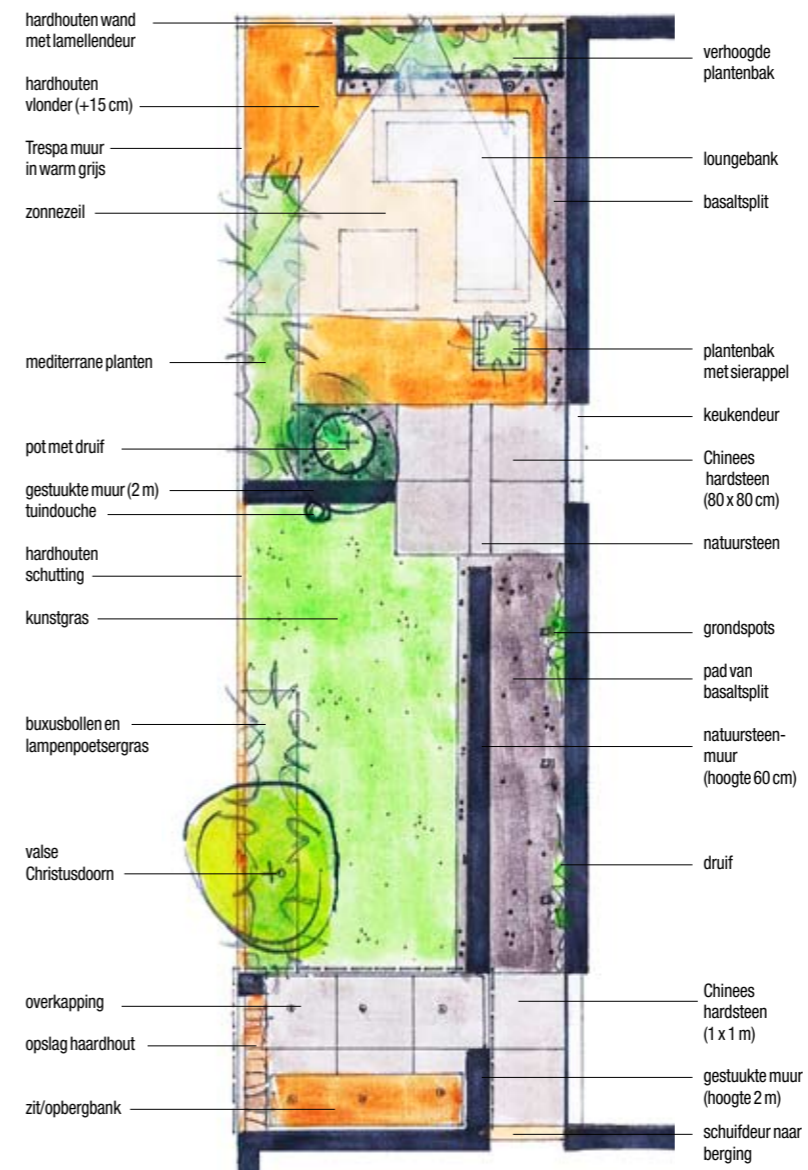 hardhouten wand
met lamellendeur
hardhouten
vlonder (+15 cm)
Trespa muur
in warm grijs
zonnezeil
mediterrane planten
pot met druif
gestuukte muur (2 m)
tuindouche
hardhouten
schutting
kunstgras
buxusbollen en
lampenpoetsergras
valse
Christusdoorn
overkapping
opslag haardhout
zit/opbergbank
verhoogde
plantenbak
loungebank
basaltsplit
plantenbak
met sierappel
keukendeur
Chinees
hardsteen
(80 x 80 cm)
natuursteen
grondspots
pad van
basaltsplit
natuursteen-
muur
(hoogte 60 cm)
druif
Chinees
hardsteen
(1 x 1 m)
gestuukte muur
(hoogte 2 m)
schuifdeur naar
berging